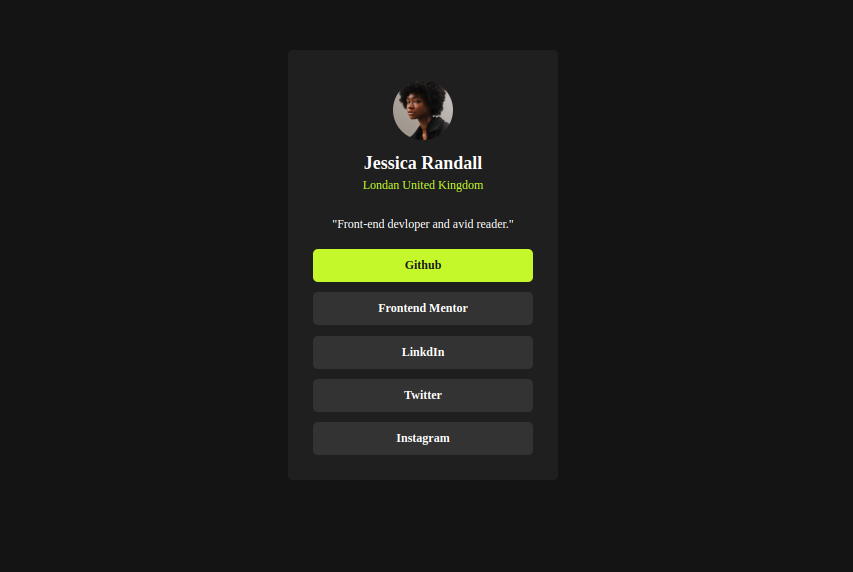 Jessica Randall
Londan United Kingdom
"Front-end devloper and avid reader."
Github
Frontend Mentor
LinkdIn
Twitter
Instagram